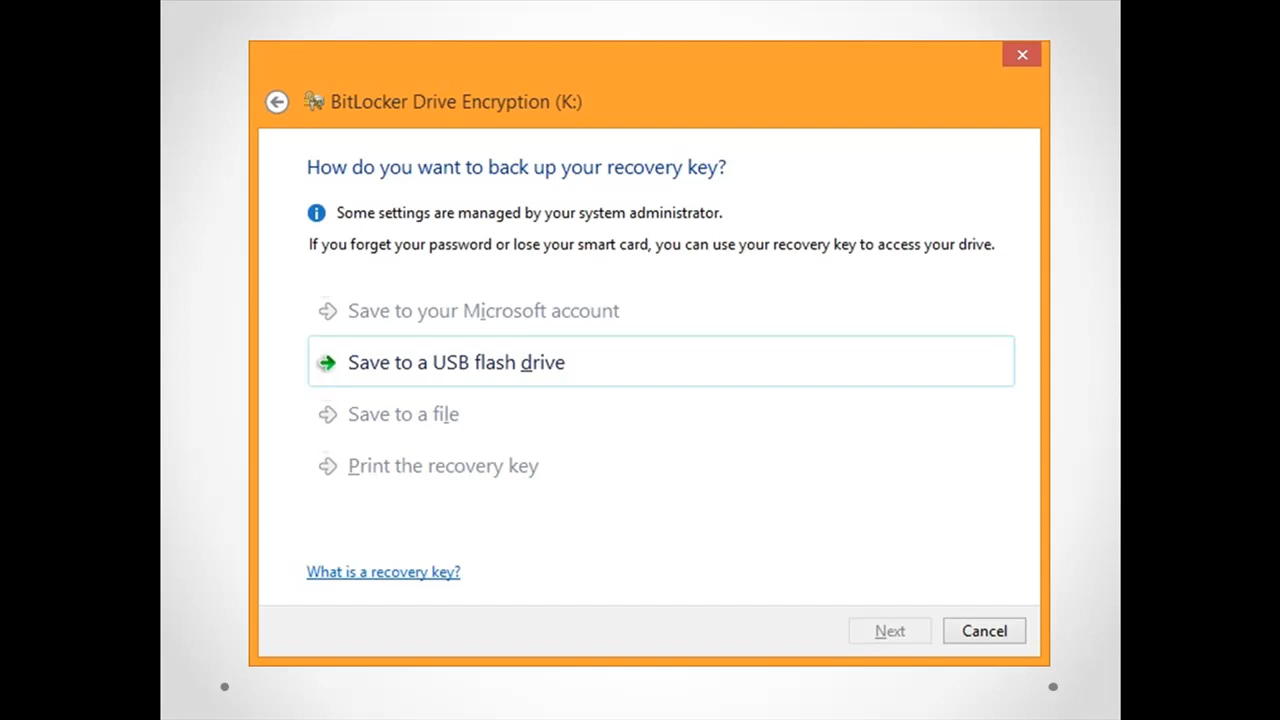 BitLocker Drive Encryption (K:)
How do you want to back up your recovery key?
Some settings are managed by your system administrator.
If you forget your password or lose your smart card, you can use your recovery key to access your drive.
Save to your Microsoft account
Save to a USB flash drive
Save to a file
Print the recovery key
What is a recovery key?
Next
Cancel